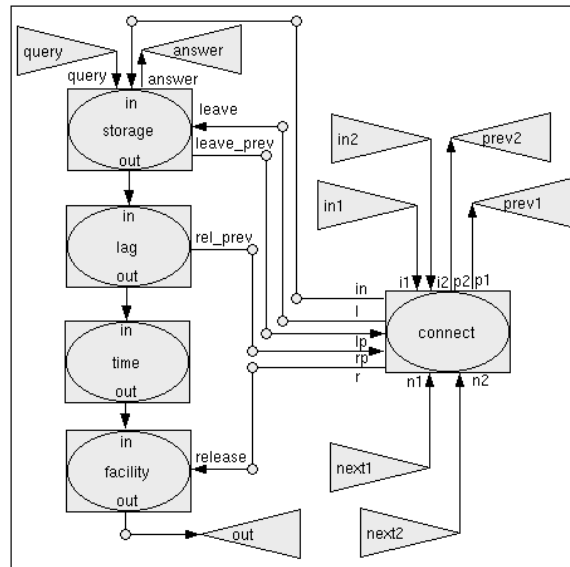 query
answer
query
answer
in
storage
out
leave
leave_prev
in2
prev2
in1
prev1
in
lag
out
rel_prev
in
i1
i2
p2
p1
l
connect
lp
rp
r
n1
n2
in
time
out
in
facility
out
release
next1
out
next2